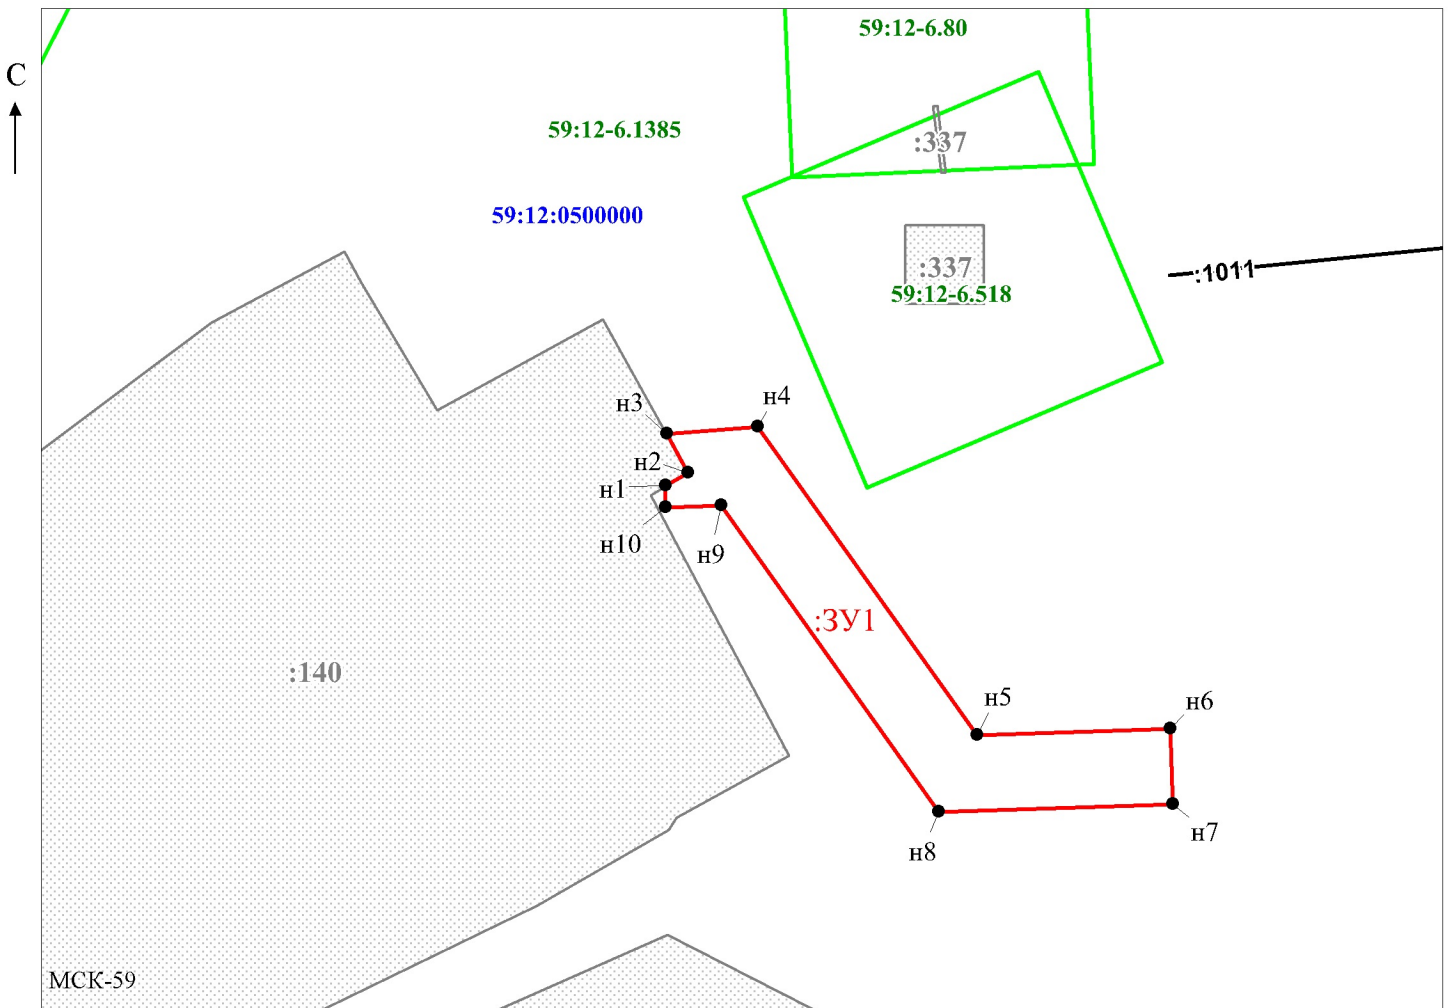 59:12-6.80
С
59:12-6.1385
:337
59:12:0500000
:337
:1011
59:12-6.518
н3
н4
н2
н1
н10
н9
:ЗУ1
:140
н5
н6
н7
н8
МСК-59